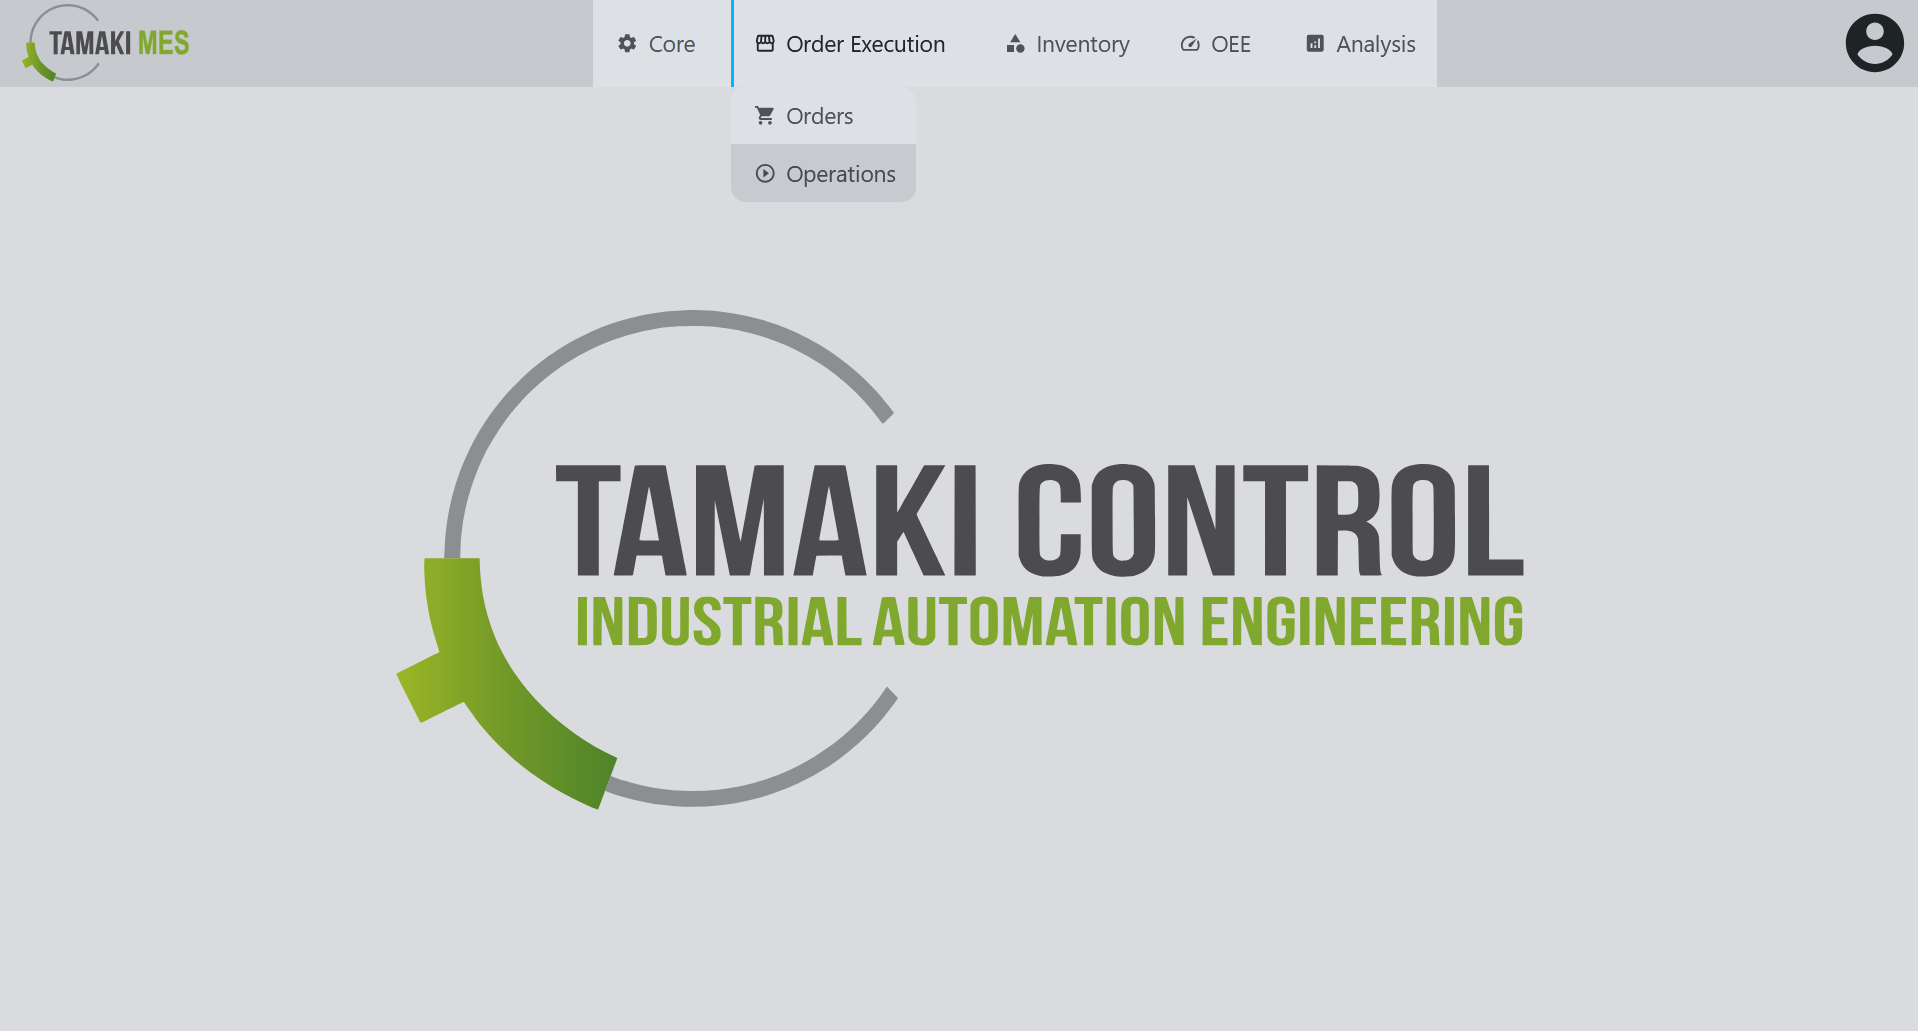 TAMAKI MES
Core
Order Execution
Inventory
OEE
Analysis
Orders
Operations
TAMAKI CONTROL
INDUSTRIAL AUTOMATION ENGINEERING